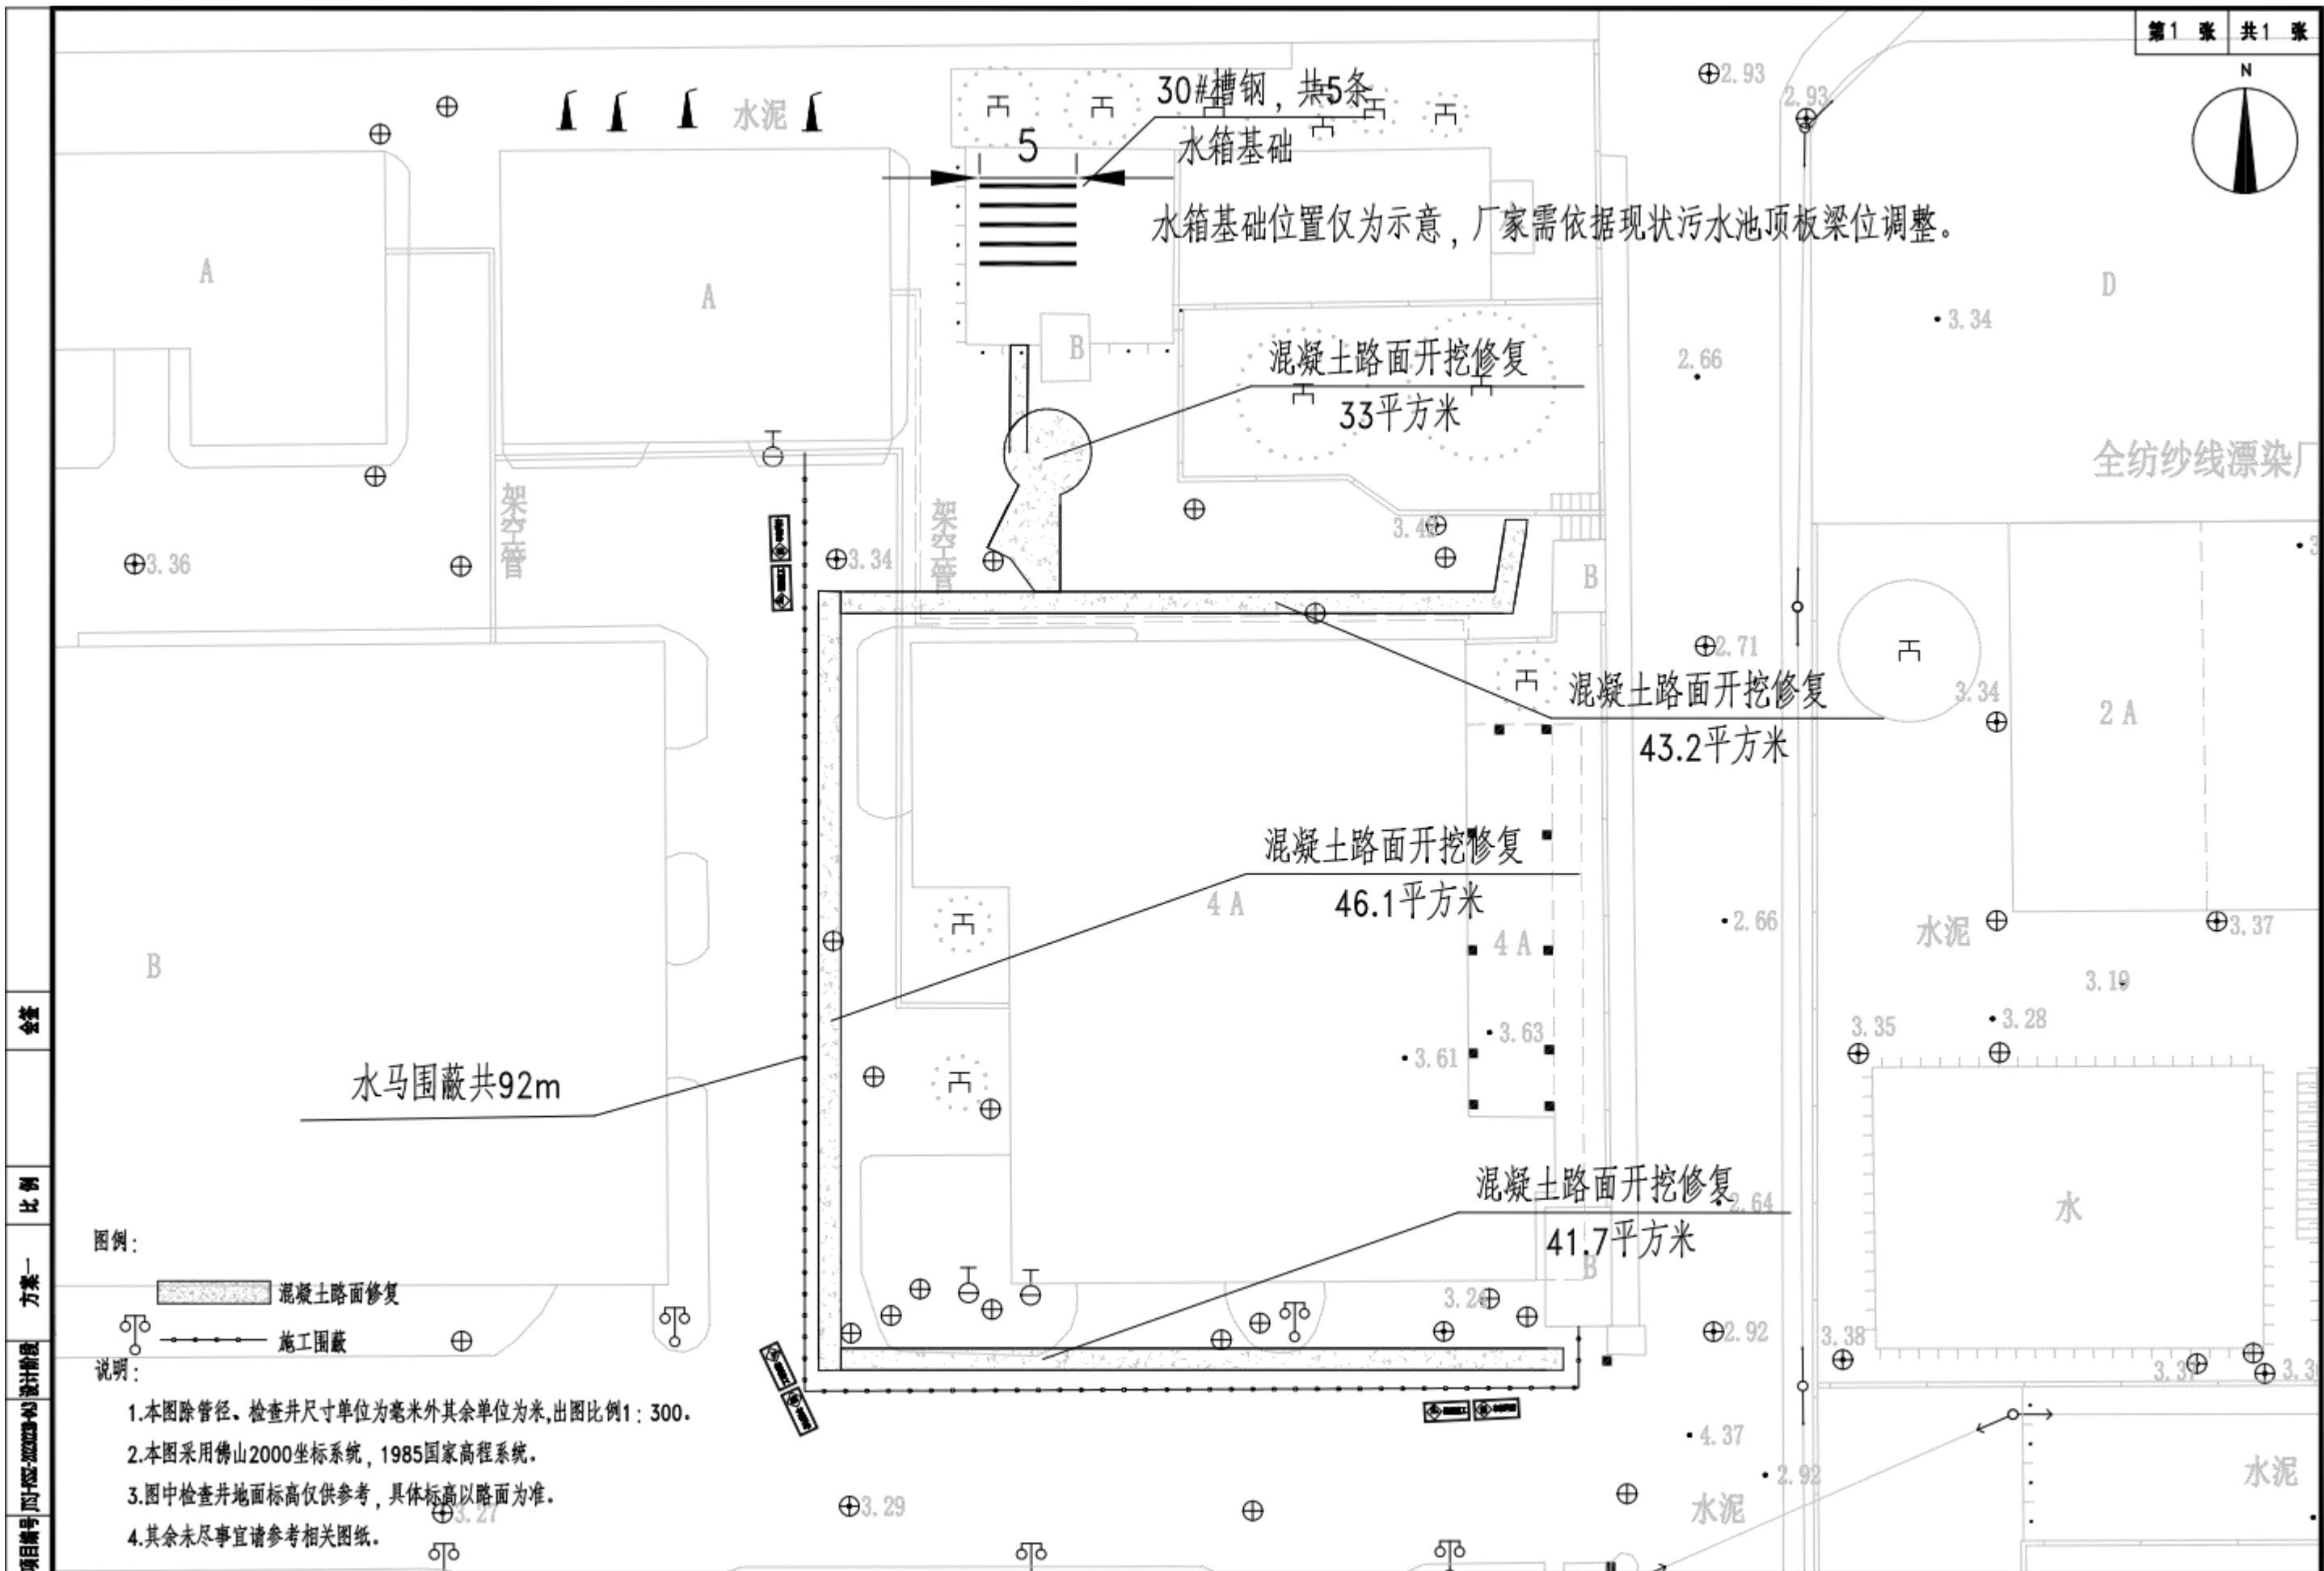 第1 张 共1 张
N
30#槽钢，共5条
水箱基础
5
水箱基础位置仅为示意，厂家需依据现状污水池顶板梁位调整。
水泥
2.93
2.93
A
A
A
D
3.34
B
2.66
混凝土路面开挖修复
33平方米
全纺纱线漂染厂
架空管
架空管
3.36
3.34
B
2.71
混凝土路面开挖修复
43.2平方米
3.34
2A
混凝土路面开挖修复
46.1平方米
4A
4A
2.66
水泥
3.37
B
3.19
3.28
3.35
3.63
3.61
水马围蔽共92m
混凝土路面开挖修复
41.7平方米
2.64
水
B
2.92
3.38
图例：
混凝土路面修复
施工围蔽
说明：
1.本图除管径、检查井尺寸单位为毫米外其余单位为米,出图比例1：300。
2.本图采用佛山2000坐标系统，1985国家高程系统。
3.图中检查井地面标高仅供参考，具体标高以路面为准。
4.其余未尽事宜请参考相关图纸。
3.27
3.29
4.37
2.92
水泥
水泥
会签
比例
方案一
设计阶段
项目编号